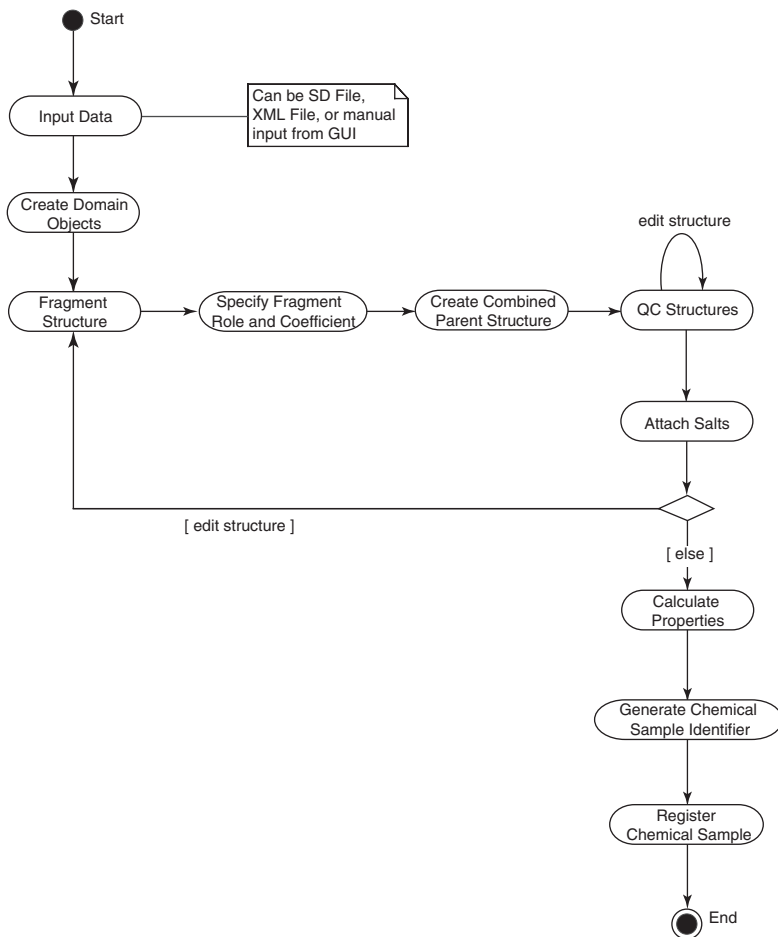 Start
Input Data
Can be SD File,
XML File, or manual
input from GUI
Create Domain
Objects
edit structure
Fragment
Structure
Specify Fragment
Role and Coefficient
Create Combined
Parent Structure
QC Structures
Attach Salts
[ edit structure ]
[ else ]
Calculate
Properties
Generate Chemical
Sample Identifier
Register
Chemical Sample
End